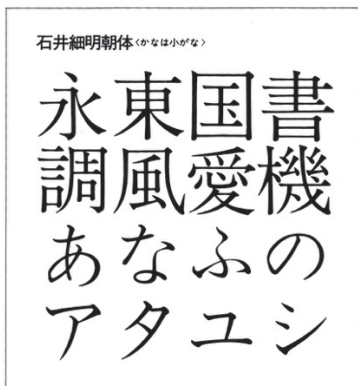 石井細明朝体〈かなは小がな〉
永東国書
調風愛機
あなふの
アタユシ